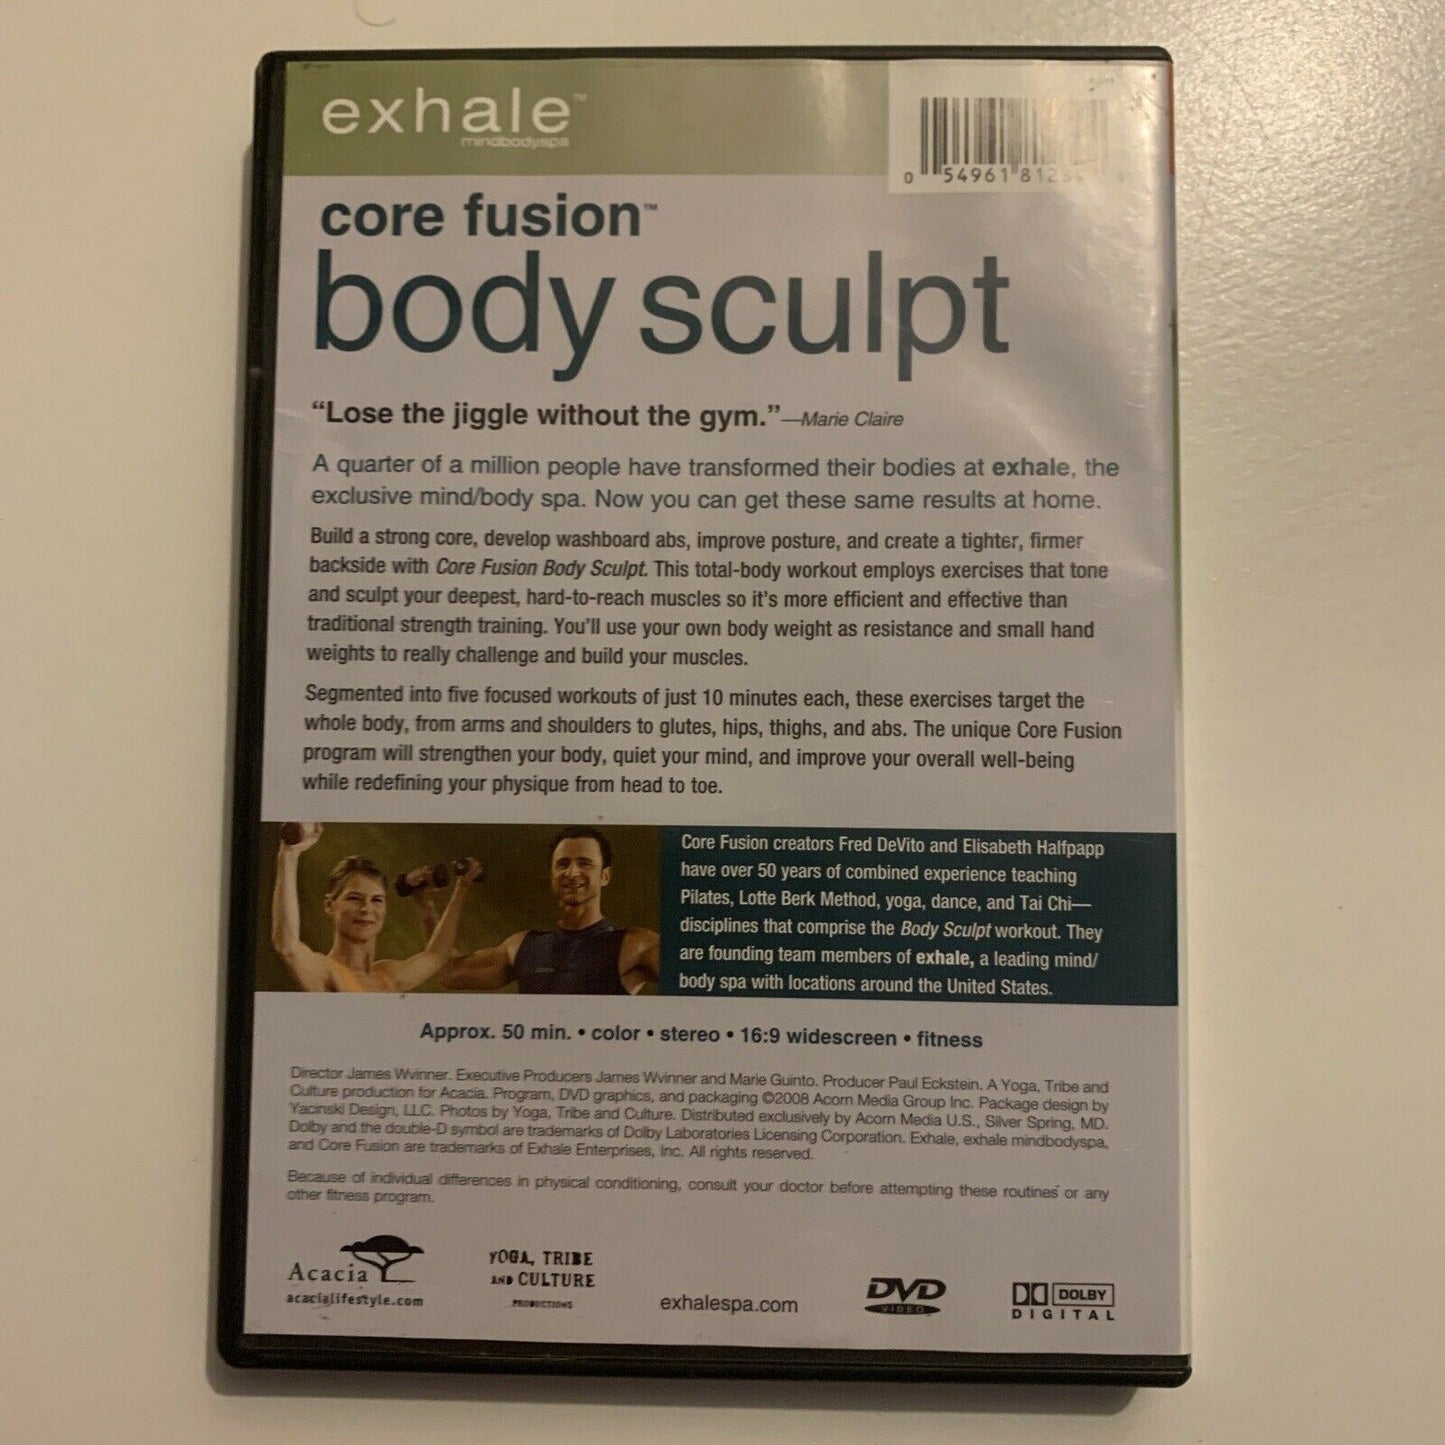 exhale™
mindbodyspa
0 54961 812
core fusion™
body sculpt
“Lose the jiggle without the gym.”—Marie Claire
A quarter of a million people have transformed their bodies at exhale, the
exclusive mind/body spa. Now you can get these same results at home.
Build a strong core, develop washboard abs, improve posture, and create a tighter, firmer
backside with Core Fusion Body Sculpt. This total-body workout employs exercises that tone
and sculpt your deepest, hard-to-reach muscles so it’s more efficient and effective than
traditional strength training. You’ll use your own body weight as resistance and small hand
weights to really challenge and build your muscles.
Segmented into five focused workouts of just 10 minutes each, these exercises target the
whole body, from arms and shoulders to glutes, hips, thighs, and abs. The unique Core Fusion
program will strengthen your body, quiet your mind, and improve your overall well-being
while redefining your physique from head to toe.
Core Fusion creators Fred DeVito and Elisabeth Halfpapp
have over 50 years of combined experience teaching
Pilates, Lotte Berk Method, yoga, dance, and Tai Chi—
disciplines that comprise the Body Sculpt workout. They
are founding team members of exhale, a leading mind/
body spa with locations around the United States.
Approx. 50 min. • color • stereo • 16:9 widescreen • fitness
Director James Wvinner. Executive Producers James Wvinner and Marie Guinto. Producer Paul Eckstein. A Yoga, Tribe and
Culture production for Acacia. Program, DVD graphics, and packaging ©2008 Acorn Media Group Inc. Package design by
Yacinski Design, LLC. Photos by Yoga, Tribe and Culture. Distributed exclusively by Acorn Media U.S., Silver Spring, MD.
Dolby and the double-D symbol are trademarks of Dolby Laboratories Licensing Corporation. Exhale, exhale mindbodyspa,
and Core Fusion are trademarks of Exhale Enterprises, Inc. All rights reserved.
Because of individual differences in physical conditioning, consult your doctor before attempting these routines or any
other fitness program.
Acacia
acacialifestyle.com
YOGA, TRIBE
AND CULTURE
PRODUCTIONS
exhalespa.com
DVD
VIDEO
DOLBY
DIGITAL